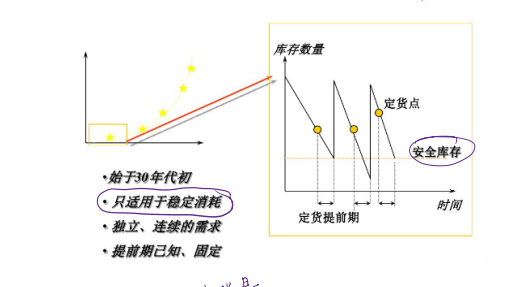 库存数量
定货点
安全库存
时间
定货提前期
·始于30年代初
·只适用于稳定消耗
·独立、连续的需求
·提前期已知、固定